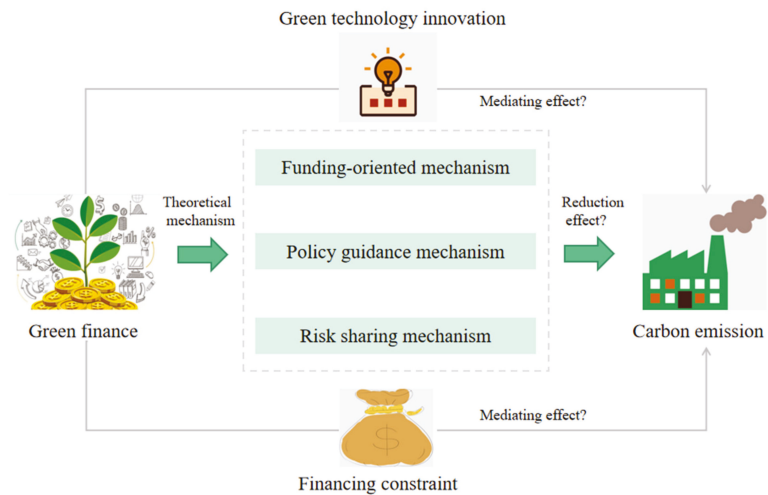 Green technology innovation
Mediating effect?
Funding-oriented mechanism
Theoretical
mechanism
Reduction
effect?
Policy guidance mechanism
Green finance
Risk sharing mechanism
Carbon emission
Mediating effect?
Financing constraint